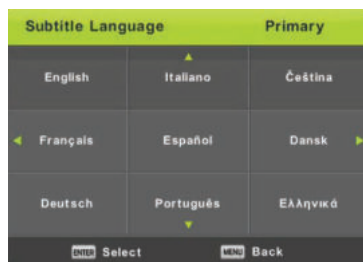 Subtitle Language Primary
English Italiano Čeština
Français Español Dansk
Deutsch Português Ελληνικά
ENTER Select MENU Back